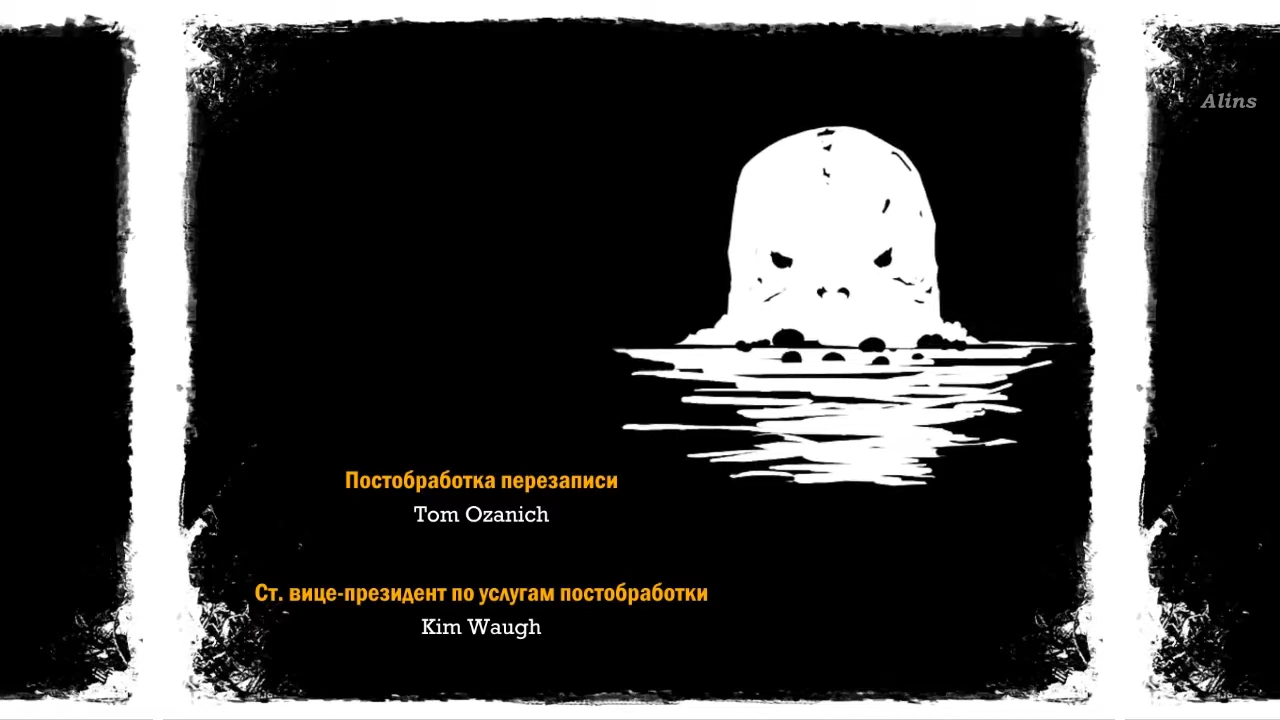 Alins
Постобработка перезаписи
Tom Ozanich
Ст. вице-президент по услугам постобработки
Kim Waugh